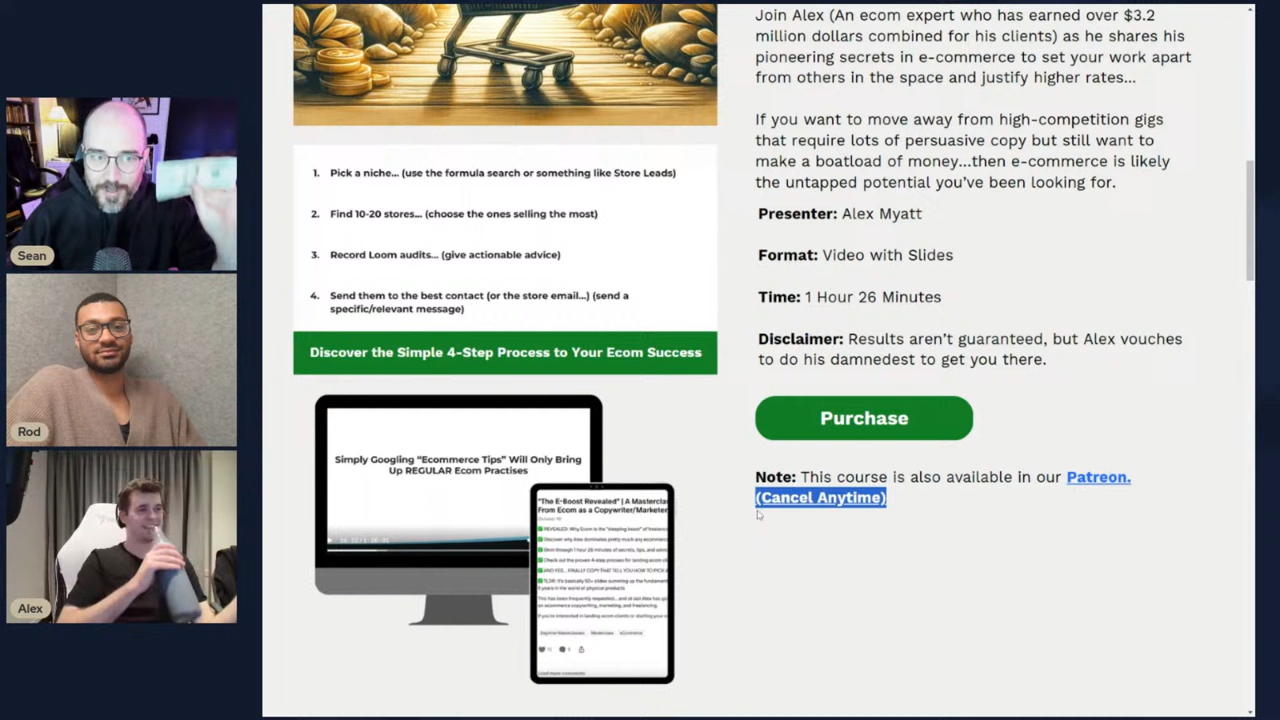 Sean
Rod
Alex
1. Pick a niche... (use the formula search or something like Store Leads)
2. Find 10-20 stores... (choose the ones selling the most)
3. Record Loom audits... (give actionable advice)
4. Send them to the best contact (or the store email...) (send a
specific/relevant message)
Discover the Simple 4-Step Process to Your Ecom Success
Simply Googling “Ecommerce Tips” Will Only Bring
Up REGULAR Ecom Practises
"The E-Boost Revealed" | A Masterclas
From Ecom as a Copywriter/Marketer
Join Alex (An ecom expert who has earned over $3.2
million dollars combined for his clients) as he shares his
pioneering secrets in e-commerce to set your work apart
from others in the space and justify higher rates...
If you want to move away from high-competition gigs
that require lots of persuasive copy but still want to
make a boatload of money...then e-commerce is likely
the untapped potential you’ve been looking for.
Presenter: Alex Myatt
Format: Video with Slides
Time: 1 Hour 26 Minutes
Disclaimer: Results aren’t guaranteed, but Alex vouches
to do his damnedest to get you there.
Purchase
Note: This course is also available in our Patreon.
(Cancel Anytime)